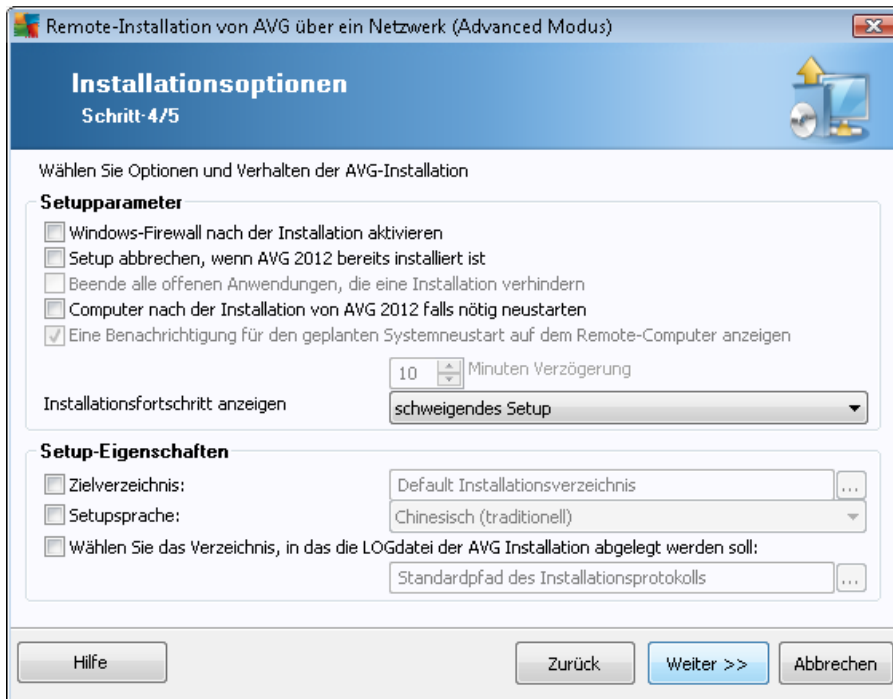 Remote-Installation von AVG über ein Netzwerk (Advanced Modus)
Installationsoptionen
Schritt-4/5
Wählen Sie Optionen und Verhalten der AVG-Installation
Setupparameter
Windows-Firewall nach der Installation aktivieren
Setup abbrechen, wenn AVG 2012 bereits installiert ist
Beende alle offenen Anwendungen, die eine Installation verhindern
Computer nach der Installation von AVG 2012 falls nötig neustarten
Eine Benachrichtigung für den geplanten Systemneustart auf dem Remote-Computer anzeigen
10 Minuten Verzögerung
Installationsfortschritt anzeigen schweigendes Setup
Setup-Eigenschaften
Zielverzeichnis: Default Installationsverzeichnis ...
Setupsprache: Chinesisch (traditionell)
Wählen Sie das Verzeichnis, in das die LOGdatei der AVG Installation abgelegt werden soll:
Standardpfad des Installationsprotokolls ...
Hilfe Zurück Weiter >> Abbrechen